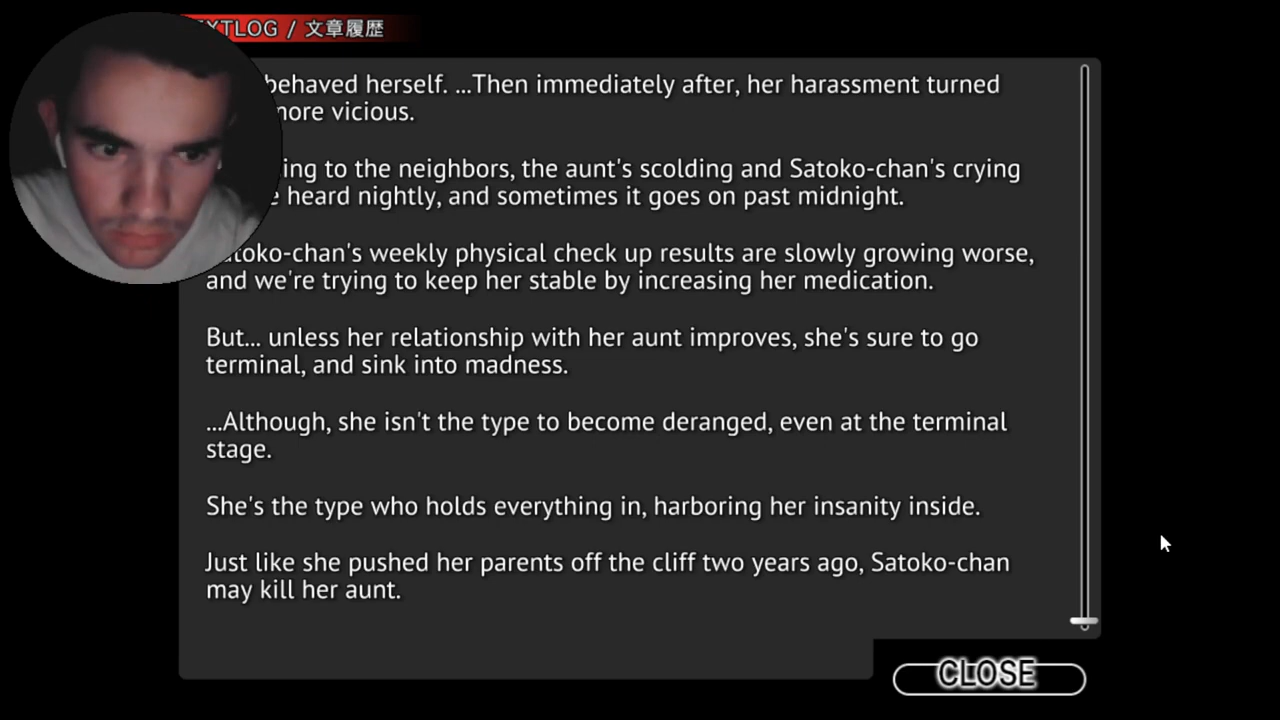 XTLOG / 文章履歴
behaved herself. ...Then immediately after, her harassment turned
more vicious.
ing to the neighbors, the aunt's scolding and Satoko-chan's crying
heard nightly, and sometimes it goes on past midnight.
atoko-chan's weekly physical check up results are slowly growing worse,
and we're trying to keep her stable by increasing her medication.
But... unless her relationship with her aunt improves, she's sure to go
terminal, and sink into madness.
...Although, she isn't the type to become deranged, even at the terminal
stage.
She's the type who holds everything in, harboring her insanity inside.
Just like she pushed her parents off the cliff two years ago, Satoko-chan
may kill her aunt.
CLOSE